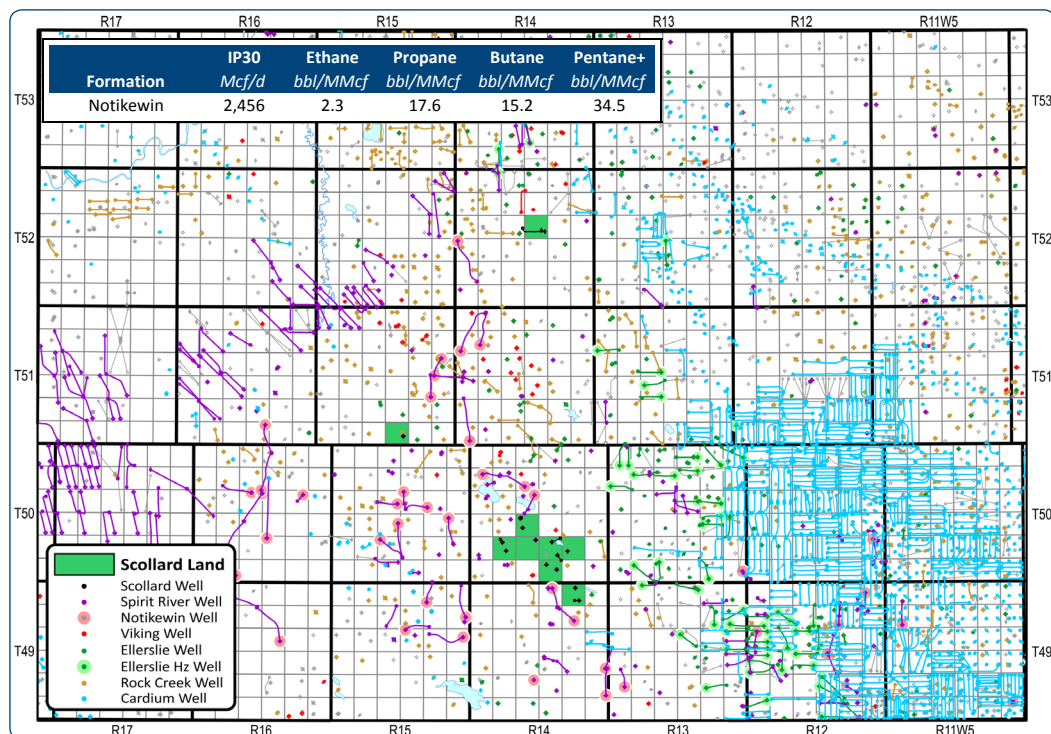 R17 R16 R15 R14 R13 R12 R11W5
IP30 Ethane Propane Butane Pentane+
Formation Mcf/d bbl/MMcf bbl/MMcf bbl/MMcf bbl/MMcf
Notikewin 2,456 2.3 17.6 15.2 34.5
T53 T53
T52 T52
T51 T51
T50 T50
Scollard Land
Scollard Well
Spirit River Well
Notikewin Well
Viking Well
Ellerslie Well
Ellerslie Hz Well
Rock Creek Well
Cardium Well
T49 T49
R17 R16 R15 R14 R13 R12 R11W5